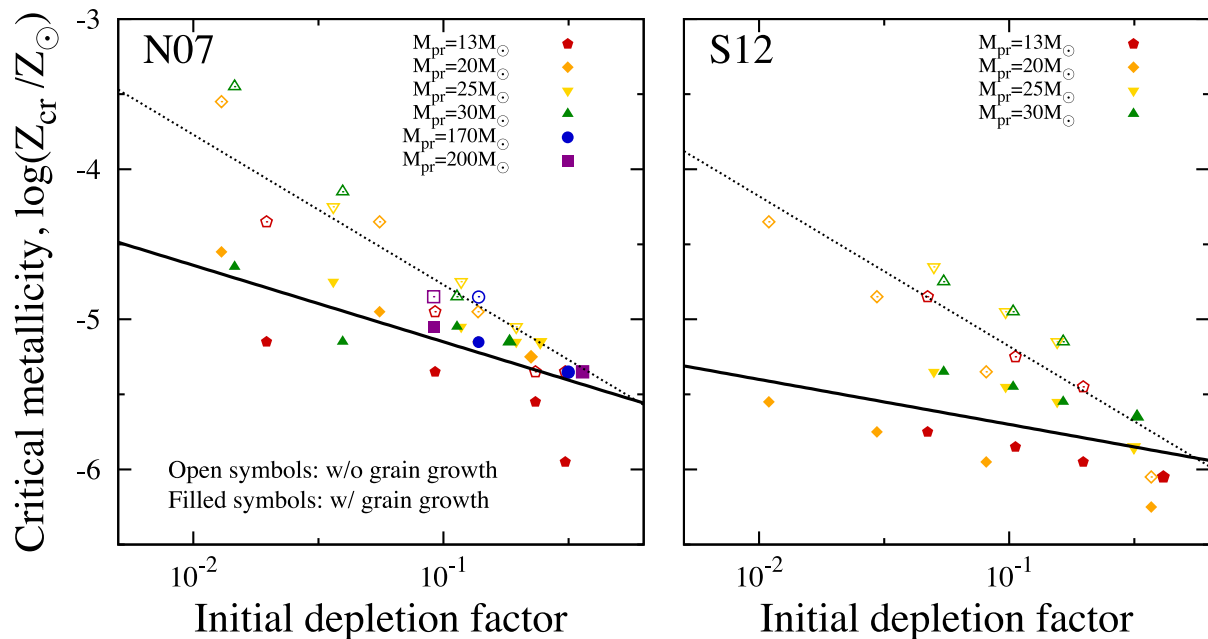 Critical metallicity, log(Z_cr/Z_⊙)
-3
-4
-5
-6
N07
M_pr=13M_⊙
M_pr=20M_⊙
M_pr=25M_⊙
M_pr=30M_⊙
M_pr=170M_⊙
M_pr=200M_⊙
Open symbols: w/o grain growth
Filled symbols: w/ grain growth
10^-2
10^-1
Initial depletion factor
S12
M_pr=13M_⊙
M_pr=20M_⊙
M_pr=25M_⊙
M_pr=30M_⊙
10^-2
10^-1
Initial depletion factor